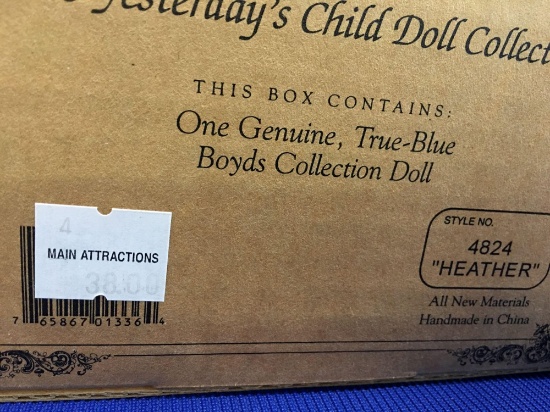 Yesterday's Child Doll Collect
THIS BOX CONTAINS:
One Genuine, True-Blue
Boyds Collection Doll
4
MAIN ATTRACTIONS
38.00
7 65867 01336 4
STYLE NO.
4824
"HEATHER"
All New Materials
Handmade in China